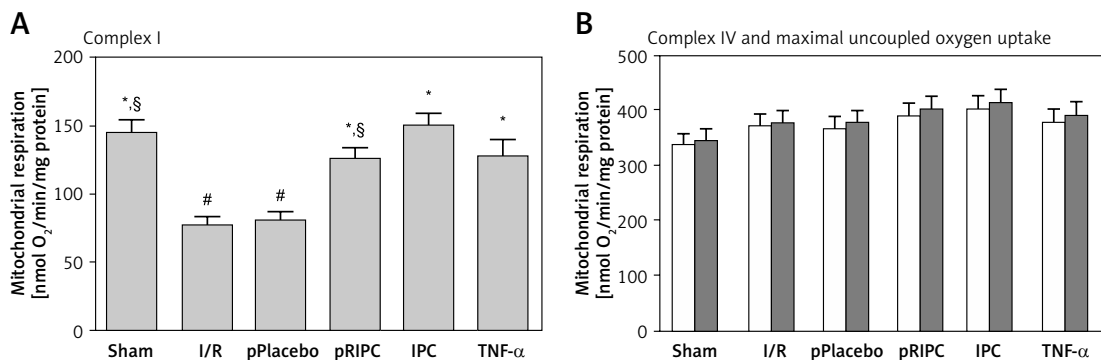 A
Complex I
Mitochondrial respiration
[nmol O₂/min/mg protein]
200
150
100
50
0
*,§
#
#
*,§
*
*
Sham
I/R
pPlacebo
pRIPC
IPC
TNF-α
B
Complex IV and maximal uncoupled oxygen uptake
Mitochondrial respiration
[nmol O₂/min/mg protein]
500
400
300
200
100
0
Sham
I/R
pPlacebo
pRIPC
IPC
TNF-α